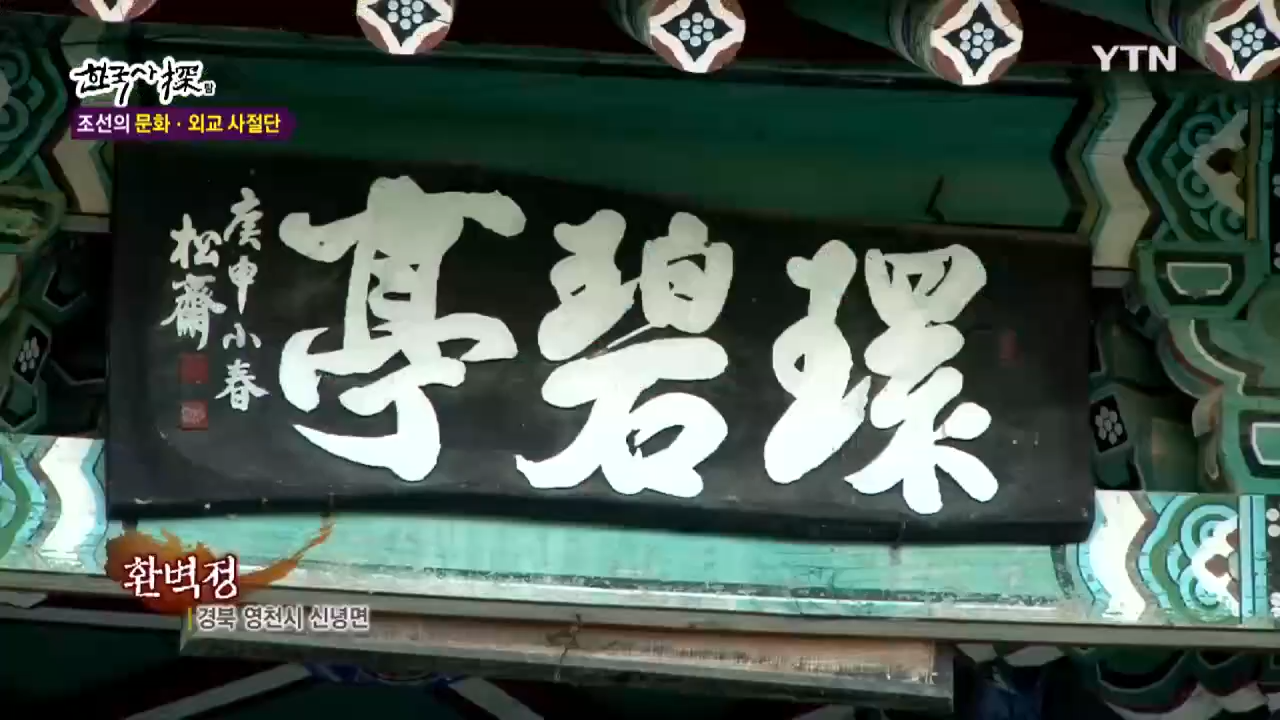 한국사 探 탐
조선의 문화·외교 사절단
YTN
環碧亭
庚申小春
松齋
환벽정
경북 영천시 신녕면